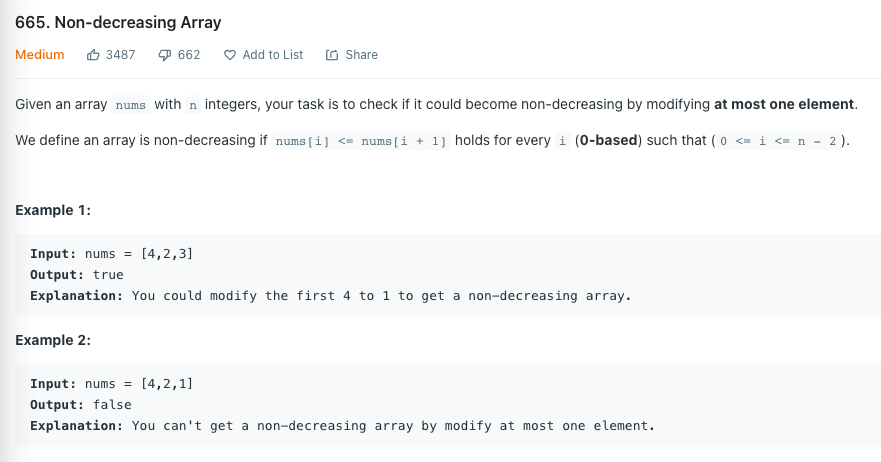 665. Non-decreasing Array
Medium 3487 662 Add to List Share
Given an array nums with n integers, your task is to check if it could become non-decreasing by modifying at most one element.
We define an array is non-decreasing if nums[i] <= nums[i + 1] holds for every i (0-based) such that ( 0 <= i <= n - 2 ).
Example 1:
Input: nums = [4,2,3]
Output: true
Explanation: You could modify the first 4 to 1 to get a non-decreasing array.
Example 2:
Input: nums = [4,2,1]
Output: false
Explanation: You can't get a non-decreasing array by modify at most one element.